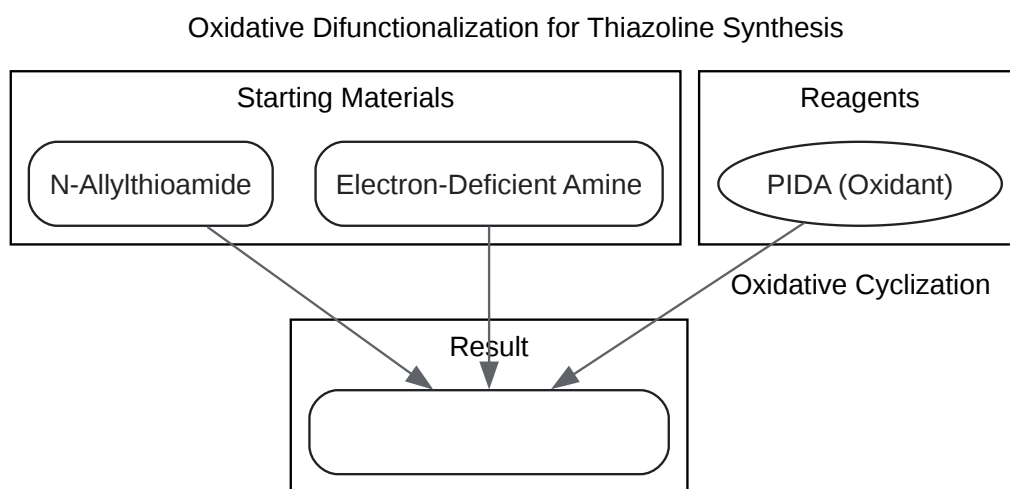 Oxidative Difunctionalization for Thiazoline Synthesis
Starting Materials
Reagents
N-Allylthioamide
Electron-Deficient Amine
PIDA (Oxidant)
Oxidative Cyclization
Result